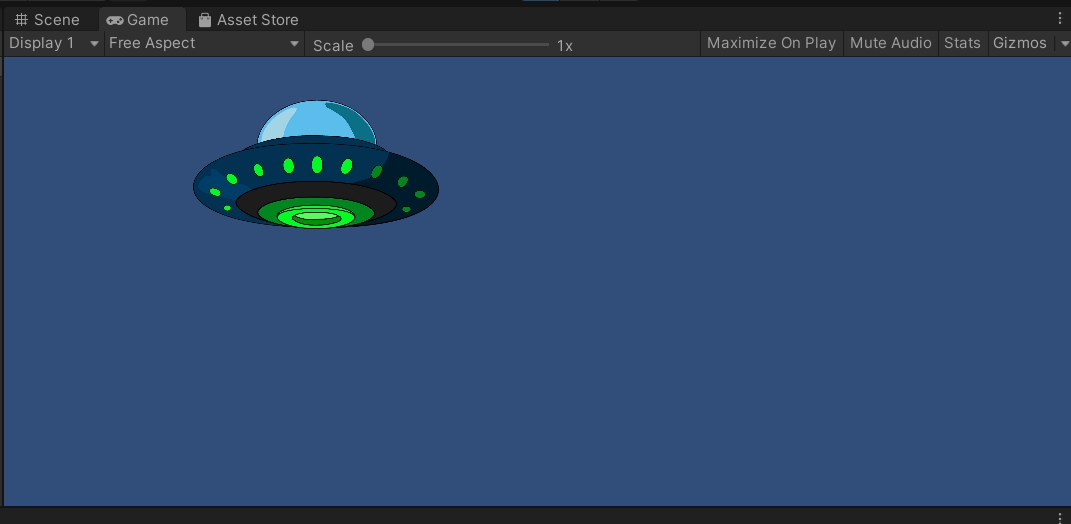 Scene Game Asset Store
Display 1 Free Aspect Scale 1x Maximize On Play Mute Audio Stats Gizmos